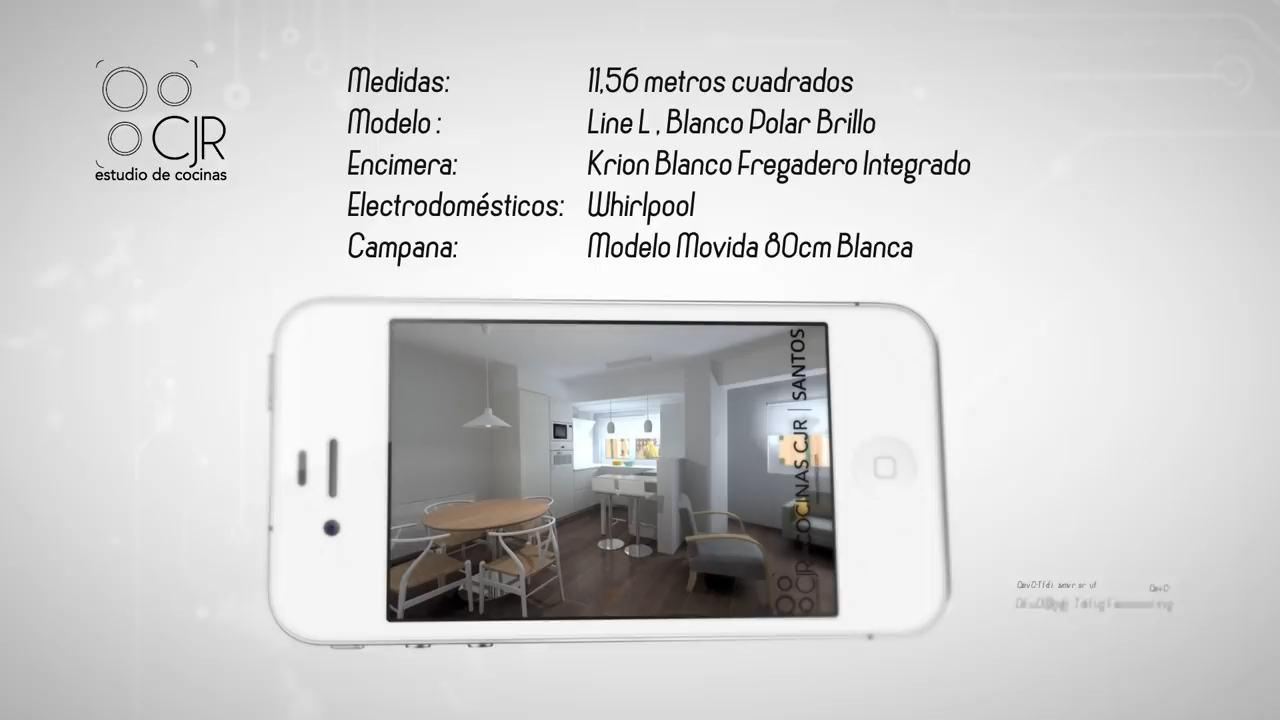 CJR
estudio de cocinas
Medidas: 11,56 metros cuadrados
Modelo : Line L , Blanco Polar Brillo
Encimera: Krion Blanco Fregadero Integrado
Electrodomésticos: Whirlpool
Campana: Modelo Movida 80cm Blanca
CJR COCINAS CJR | SANTOS